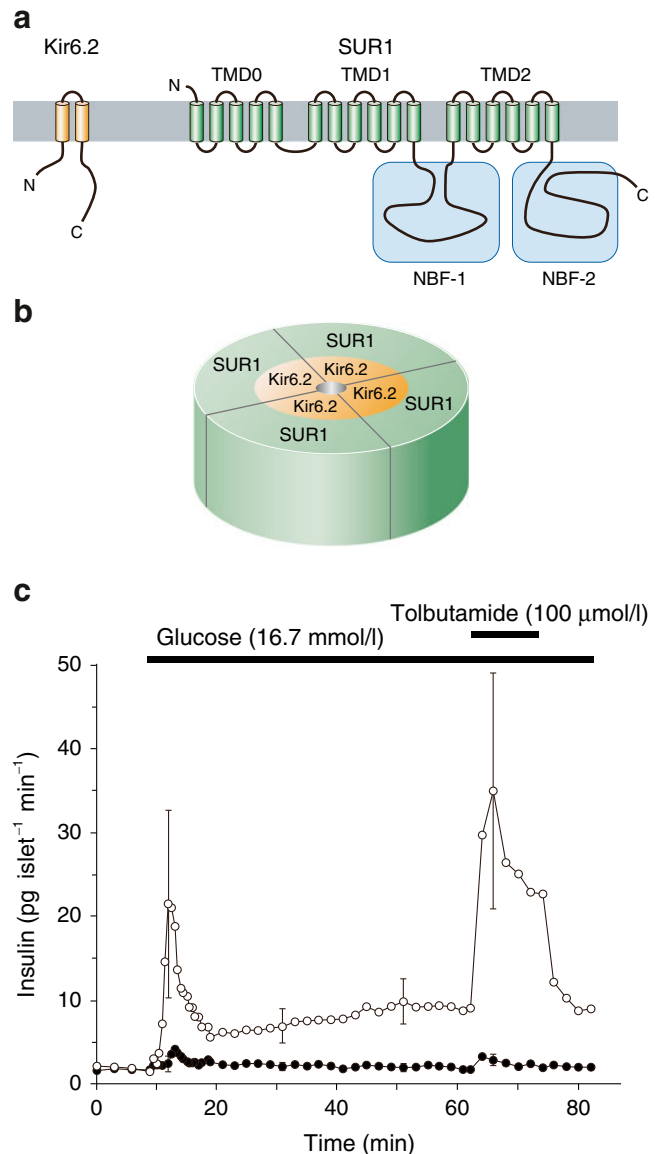 a
Kir6.2
SUR1
N
TMD0
TMD1
TMD2
N
C
C
NBF-1
NBF-2
b
SUR1
SUR1
Kir6.2
Kir6.2
Kir6.2
Kir6.2
SUR1
SUR1
c
Tolbutamide (100 μmol/l)
Glucose (16.7 mmol/l)
50
40
30
20
10
0
Insulin (pg islet⁻¹ min⁻¹)
0
20
40
60
80
Time (min)